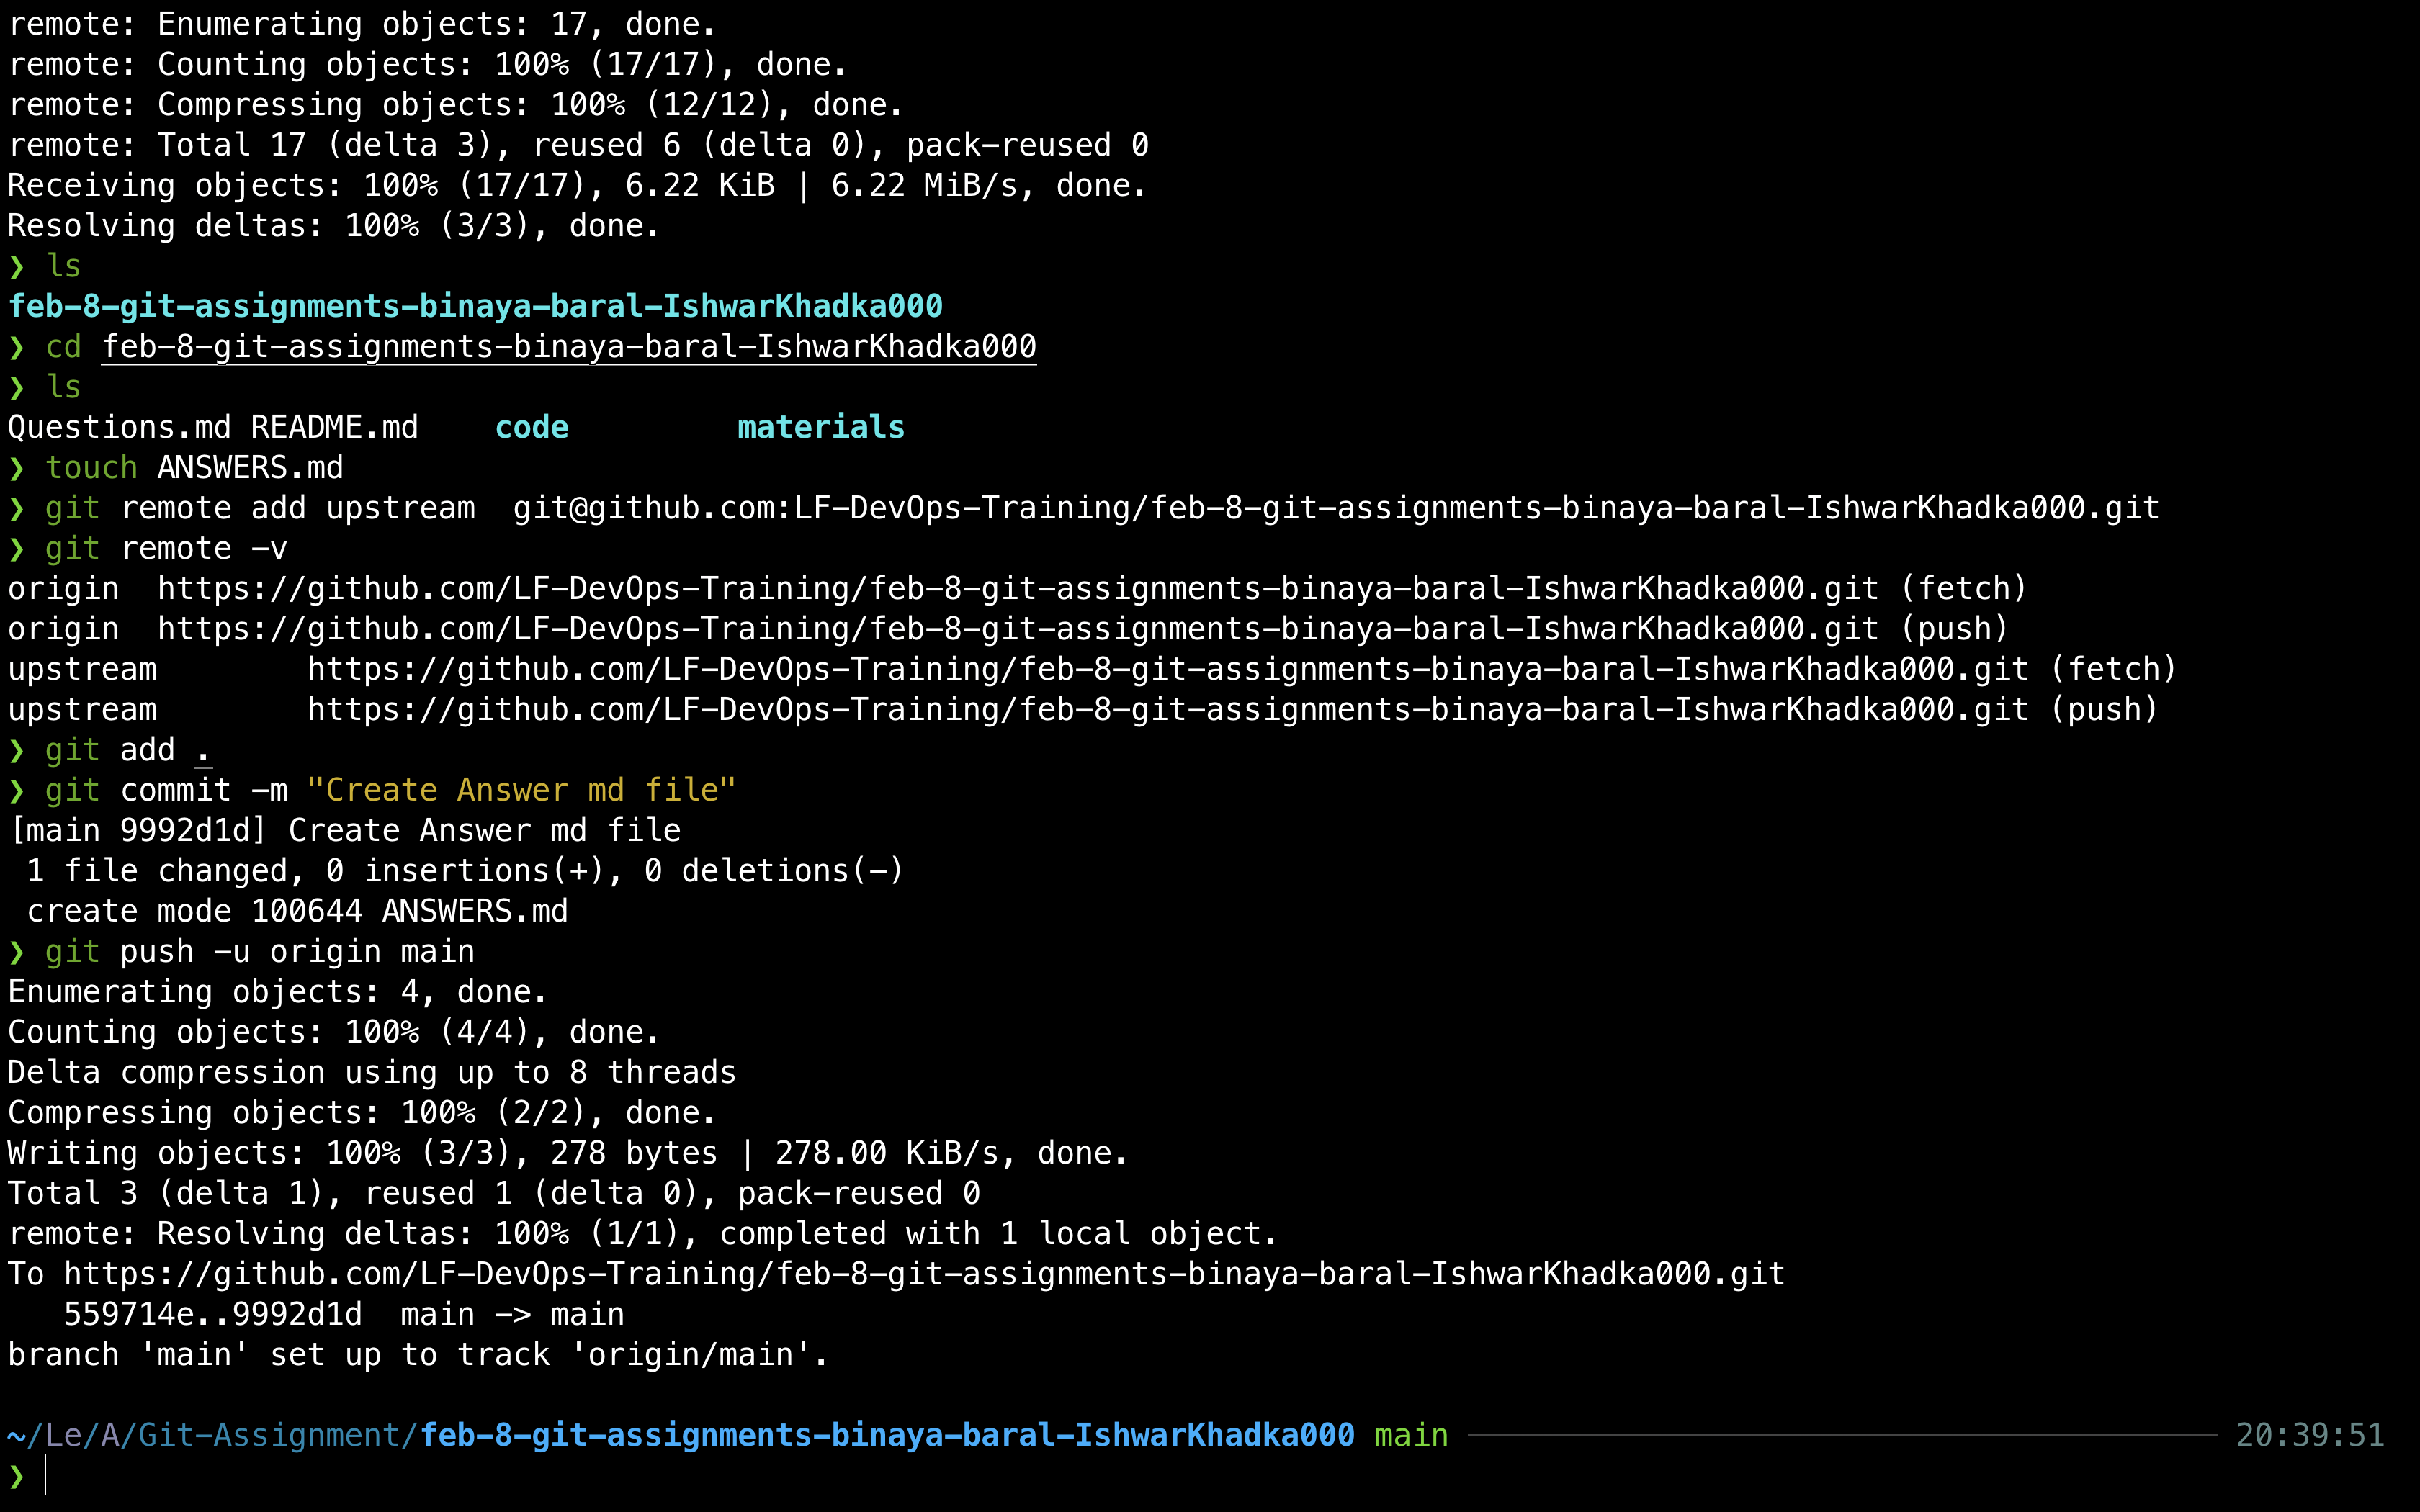 remote: Enumerating objects: 17, done.
remote: Counting objects: 100% (17/17), done.
remote: Compressing objects: 100% (12/12), done.
remote: Total 17 (delta 3), reused 6 (delta 0), pack-reused 0
Receiving objects: 100% (17/17), 6.22 KiB | 6.22 MiB/s, done.
Resolving deltas: 100% (3/3), done.
❯ ls
feb-8-git-assignments-binaya-baral-IshwarKhadka000
❯ cd feb-8-git-assignments-binaya-baral-IshwarKhadka000
❯ ls
Questions.md README.md    code         materials
❯ touch ANSWERS.md
❯ git remote add upstream  git@github.com:LF-DevOps-Training/feb-8-git-assignments-binaya-baral-IshwarKhadka000.git
❯ git remote -v
origin  https://github.com/LF-DevOps-Training/feb-8-git-assignments-binaya-baral-IshwarKhadka000.git (fetch)
origin  https://github.com/LF-DevOps-Training/feb-8-git-assignments-binaya-baral-IshwarKhadka000.git (push)
upstream        https://github.com/LF-DevOps-Training/feb-8-git-assignments-binaya-baral-IshwarKhadka000.git (fetch)
upstream        https://github.com/LF-DevOps-Training/feb-8-git-assignments-binaya-baral-IshwarKhadka000.git (push)
❯ git add .
❯ git commit -m "Create Answer md file"
[main 9992d1d] Create Answer md file
 1 file changed, 0 insertions(+), 0 deletions(-)
 create mode 100644 ANSWERS.md
❯ git push -u origin main
Enumerating objects: 4, done.
Counting objects: 100% (4/4), done.
Delta compression using up to 8 threads
Compressing objects: 100% (2/2), done.
Writing objects: 100% (3/3), 278 bytes | 278.00 KiB/s, done.
Total 3 (delta 1), reused 1 (delta 0), pack-reused 0
remote: Resolving deltas: 100% (1/1), completed with 1 local object.
To https://github.com/LF-DevOps-Training/feb-8-git-assignments-binaya-baral-IshwarKhadka000.git
   559714e..9992d1d  main -> main
branch 'main' set up to track 'origin/main'.
~/Le/A/Git-Assignment/feb-8-git-assignments-binaya-baral-IshwarKhadka000 main 20:39:51
❯